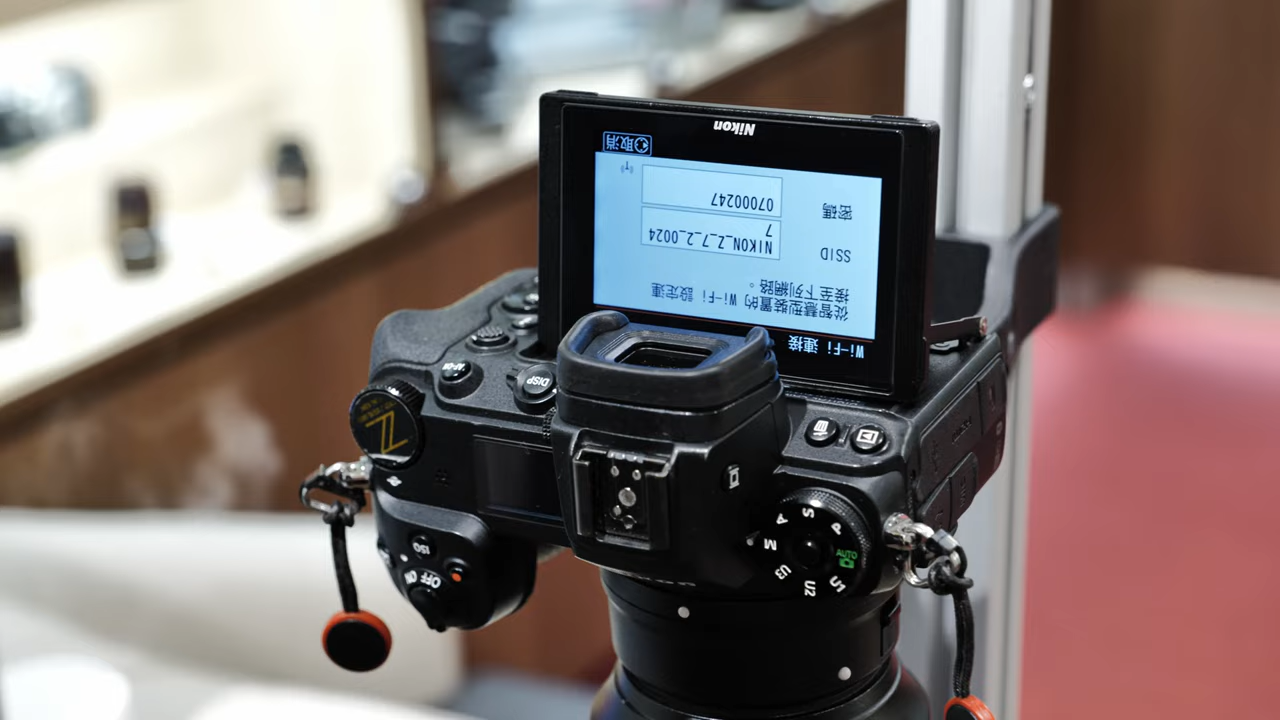 Wi-Fi 連接
從智慧型裝置的 Wi-Fi 設定連
接至下列網路。
SSID NIKON_Z_7_2_0024
7
密碼 07000247
取消
Nikon
AF-ON
DISP
Z
ISO
OFF
ON
AUTO
P
S
A
M
U3
U2
U1